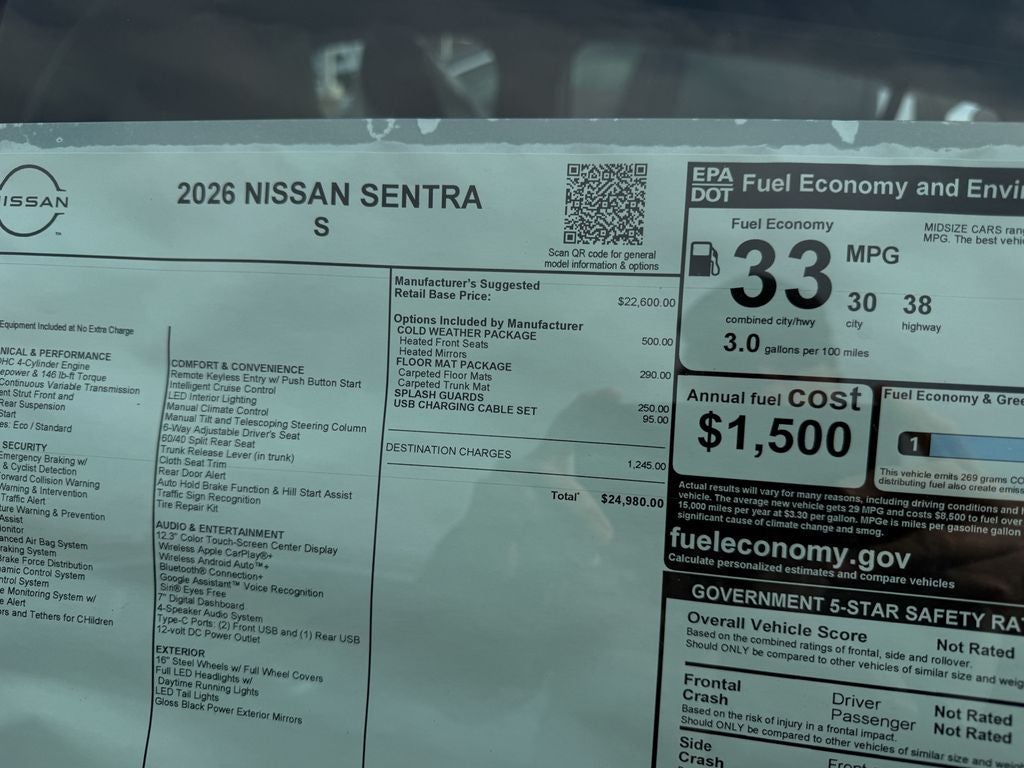 NISSAN
2026 NISSAN SENTRA
S
Scan QR code for general
model information & options
Equipment Included at No Extra Charge
NICAL & PERFORMANCE
OHC 4-Cylinder Engine
epower & 146 lb-ft Torque
Continuous Variable Transmission
ent Strut Front and
Rear Suspension
Start
es: Eco / Standard
SECURITY
Emergency Braking w/
& Cyclist Detection
orward Collision Warning
Warning & Intervention
Traffic Alert
ture Warning & Prevention
Assist
onitor
anced Air Bag System
raking System
Brake Force Distribution
namic Control System
ntrol System
e Monitoring System w/
e Alert
ors and Tethers for CHildren
COMFORT & CONVENIENCE
Remote Keyless Entry w/ Push Button Start
Intelligent Cruise Control
LED Interior Lighting
Manual Climate Control
Manual Tilt and Telescoping Steering Column
6-Way Adjustable Driver's Seat
60/40 Split Rear Seat
Trunk Release Lever (in trunk)
Cloth Seat Trim
Rear Door Alert
Auto Hold Brake Function & Hill Start Assist
Traffic Sign Recognition
Tire Repair Kit
AUDIO & ENTERTAINMENT
12.3" Color Touch-Screen Center Display
Wireless Apple CarPlay®+
Wireless Android Auto™+
Bluetooth® Connection+
Google Assistant™ Voice Recognition
Siri® Eyes Free
7" Digital Dashboard
4-Speaker Audio System
Type-C Ports: (2) Front USB and (1) Rear USB
12-volt DC Power Outlet
EXTERIOR
16" Steel Wheels w/ Full Wheel Covers
Full LED Headlights w/
Daytime Running Lights
LED Tail Lights
Gloss Black Power Exterior Mirrors
Manufacturer's Suggested
Retail Base Price: $22,600.00
Options Included by Manufacturer
COLD WEATHER PACKAGE 500.00
Heated Front Seats
Heated Mirrors
FLOOR MAT PACKAGE 290.00
Carpeted Floor Mats
Carpeted Trunk Mat
SPLASH GUARDS 250.00
USB CHARGING CABLE SET 95.00
DESTINATION CHARGES 1,245.00
Total* $24,980.00
EPA
DOT
Fuel Economy and Envi
Fuel Economy
33 MPG
combined city/hwy
30
city
38
highway
3.0 gallons per 100 miles
MIDSIZE CARS ran
MPG. The best vehi
Annual fuel cost
$1,500
Fuel Economy & Gree
1
This vehicle emits 269 grams CO
distributing fuel also create emiss
Actual results will vary for many reasons, including driving conditions and h
vehicle. The average new vehicle gets 29 MPG and costs $8,500 to fuel over
15,000 miles per year at $3.30 per gallon. MPGe is miles per gasoline gallon
significant cause of climate change and smog.
fueleconomy.gov
Calculate personalized estimates and compare vehicles
GOVERNMENT 5-STAR SAFETY RA
Overall Vehicle Score Not Rated
Based on the combined ratings of frontal, side and rollover.
Should ONLY be compared to other vehicles of similar size and weig
Frontal Driver Not Rated
Crash Passenger Not Rated
Based on the risk of injury in a frontal impact.
Should ONLY be compared to other vehicles of similar size and weig
Side
Crash